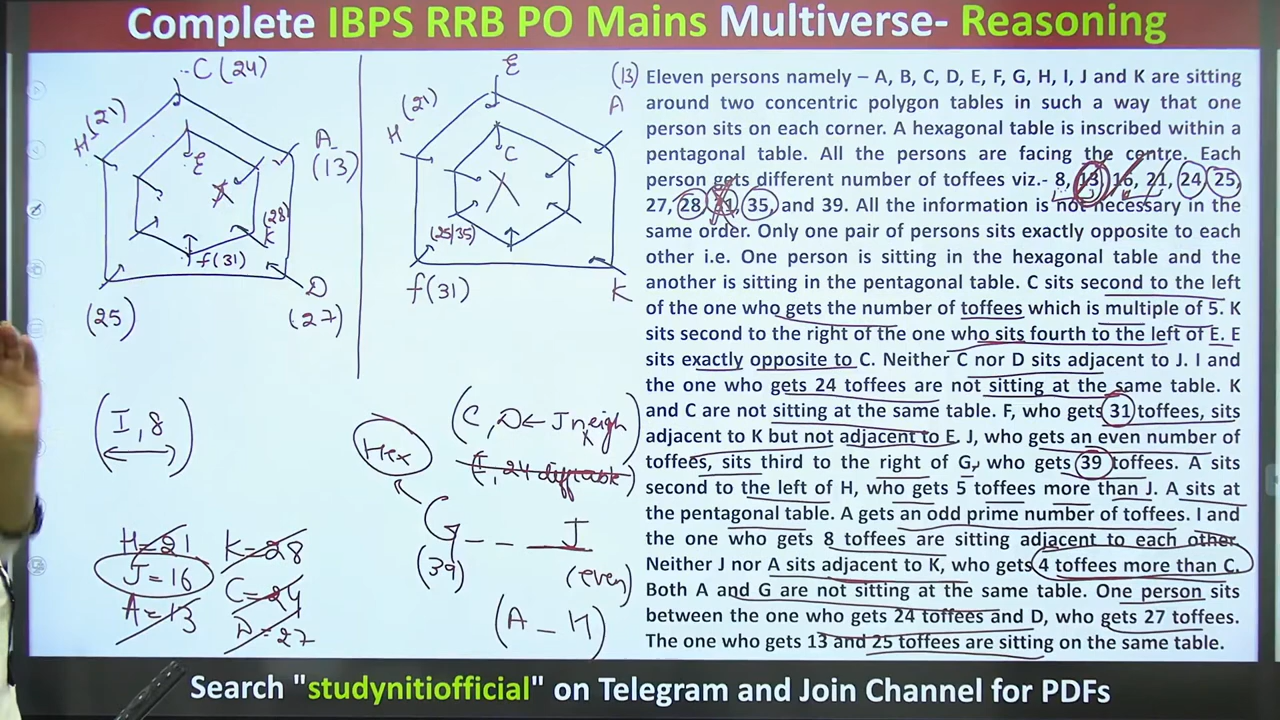 Complete IBPS RRB PO Mains Multiverse- Reasoning
C (24)
H (21)
E
A (13)
(28)
K
f(31)
D
(25)
(27)
E
(13)
A
(21)
H
C
(25/35)
f(31)
K
(I, 8)
(C, D ← J neigh)
Hex
(I, 24 diff table)
G _ _ J
(39)
(even)
(A _ H)
H=21
K=28
J=16
C=24
A=13
D=27
Eleven persons namely – A, B, C, D, E, F, G, H, I, J and K are sitting
around two concentric polygon tables in such a way that one
person sits on each corner. A hexagonal table is inscribed within a
pentagonal table. All the persons are facing the centre. Each
person gets different number of toffees viz.- 8, 13, 16, 21, 24, 25,
27, 28, 31, 35, and 39. All the information is not necessary in the
same order. Only one pair of persons sits exactly opposite to each
other i.e. One person is sitting in the hexagonal table and the
another is sitting in the pentagonal table. C sits second to the left
of the one who gets the number of toffees which is multiple of 5. K
sits second to the right of the one who sits fourth to the left of E. E
sits exactly opposite to C. Neither C nor D sits adjacent to J. I and
the one who gets 24 toffees are not sitting at the same table. K
and C are not sitting at the same table. F, who gets 31 toffees, sits
adjacent to K but not adjacent to E. J, who gets an even number of
toffees, sits third to the right of G, who gets 39 toffees. A sits
second to the left of H, who gets 5 toffees more than J. A sits at
the pentagonal table. A gets an odd prime number of toffees. I and
the one who gets 8 toffees are sitting adjacent to each other.
Neither J nor A sits adjacent to K, who gets 4 toffees more than C.
Both A and G are not sitting at the same table. One person sits
between the one who gets 24 toffees and D, who gets 27 toffees.
The one who gets 13 and 25 toffees are sitting on the same table.
Search "studynitiofficial" on Telegram and Join Channel for PDFs